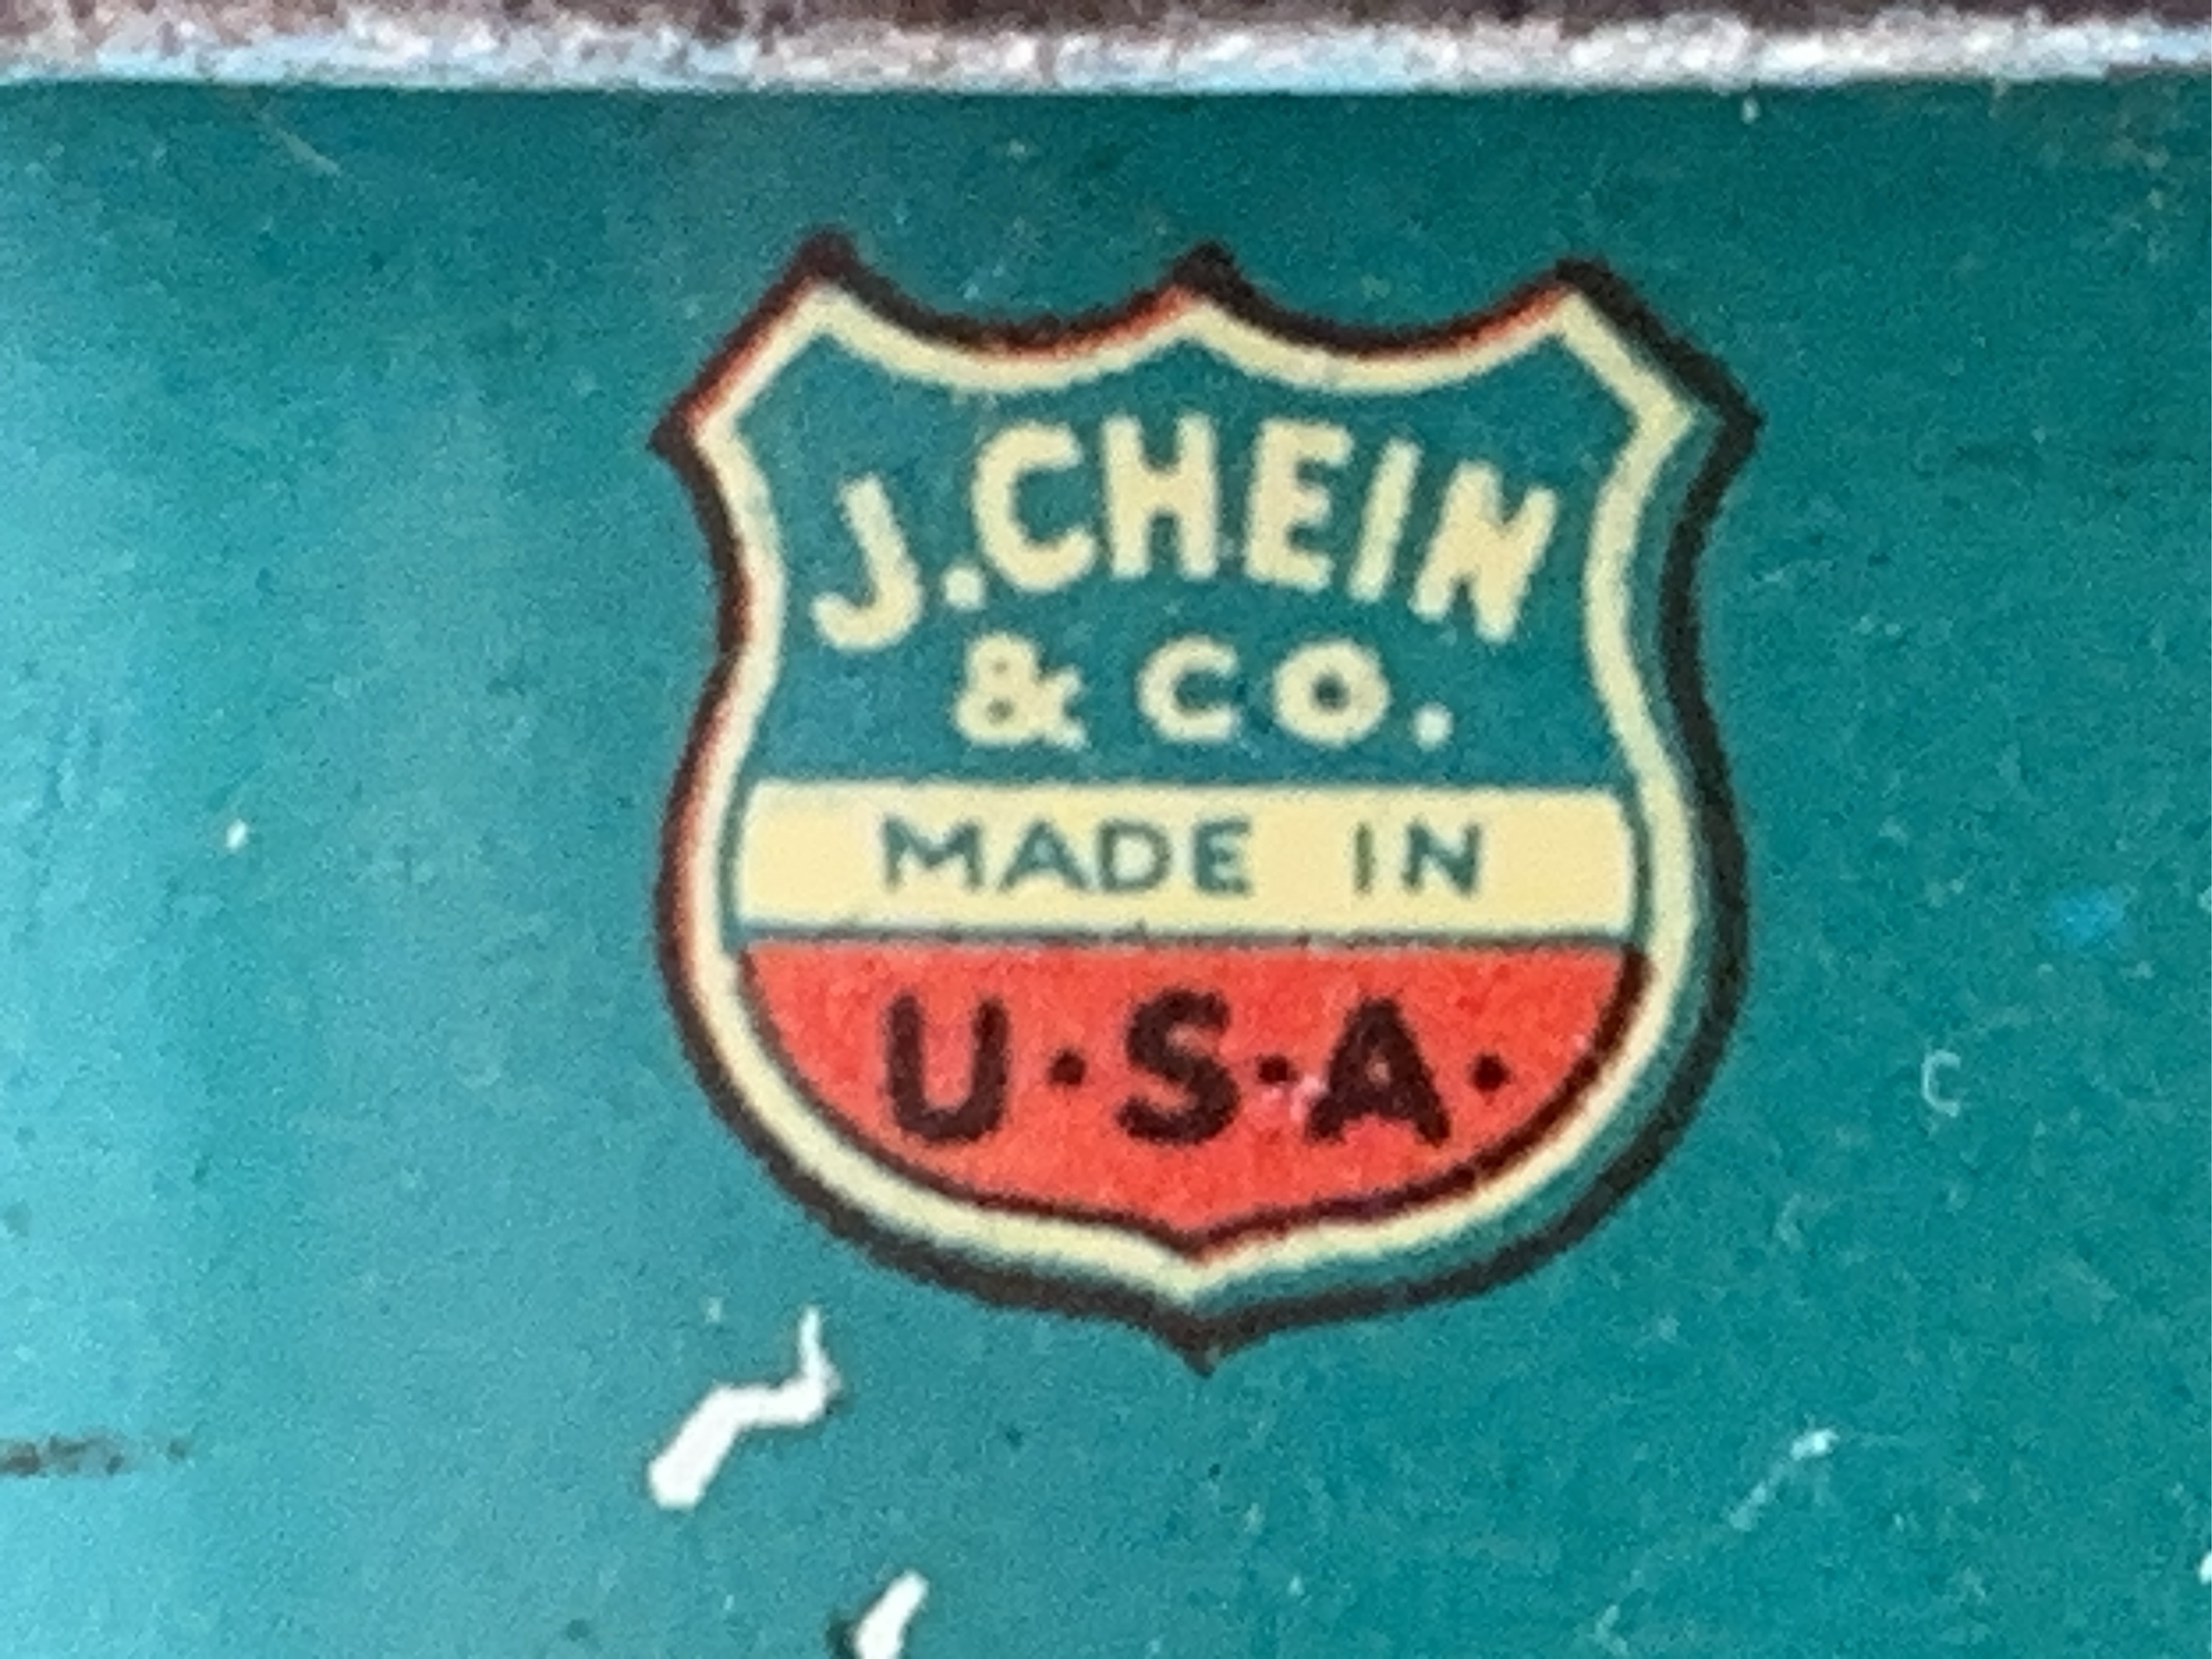 J.CHEIN
& CO.
MADE IN
U·S·A·